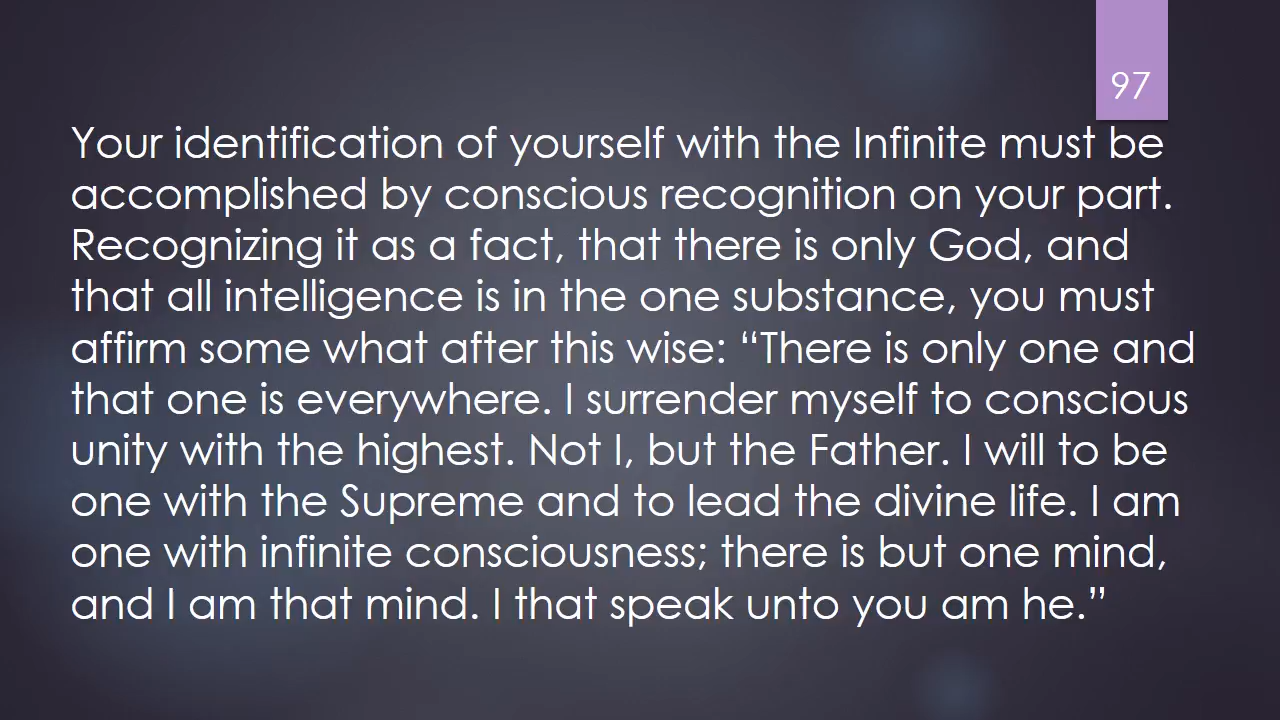 97
Your identification of yourself with the Infinite must be
accomplished by conscious recognition on your part.
Recognizing it as a fact, that there is only God, and
that all intelligence is in the one substance, you must
affirm some what after this wise: “There is only one and
that one is everywhere. I surrender myself to conscious
unity with the highest. Not I, but the Father. I will to be
one with the Supreme and to lead the divine life. I am
one with infinite consciousness; there is but one mind,
and I am that mind. I that speak unto you am he.”